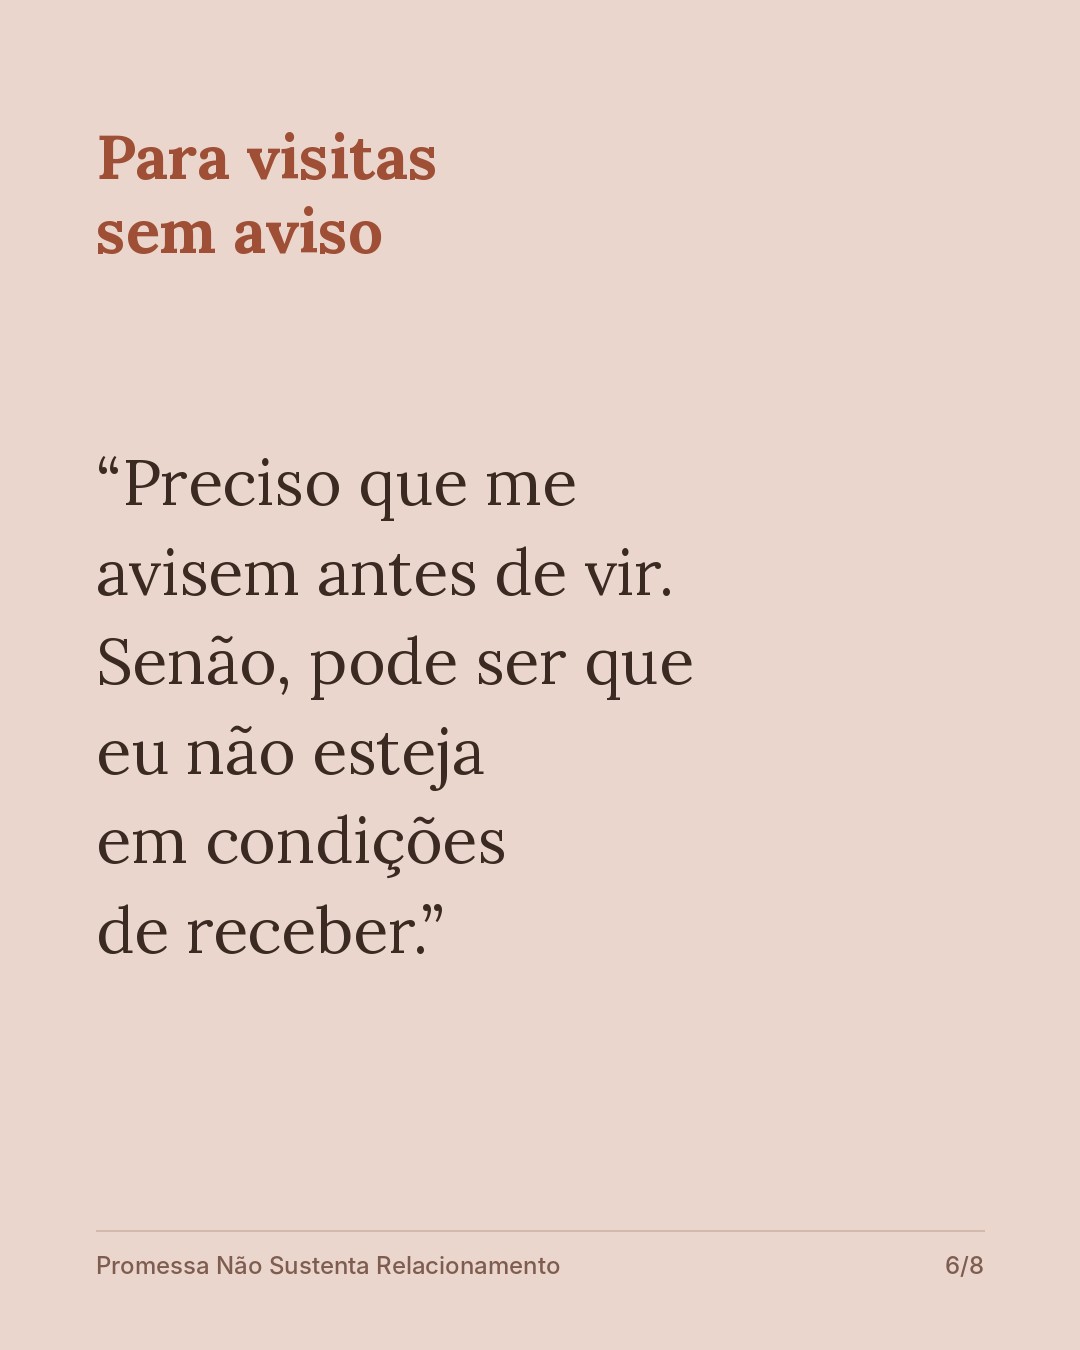 Para visitas
sem aviso
“Preciso que me
avisem antes de vir.
Senão, pode ser que
eu não esteja
em condições
de receber.”
Promessa Não Sustenta Relacionamento
6/8